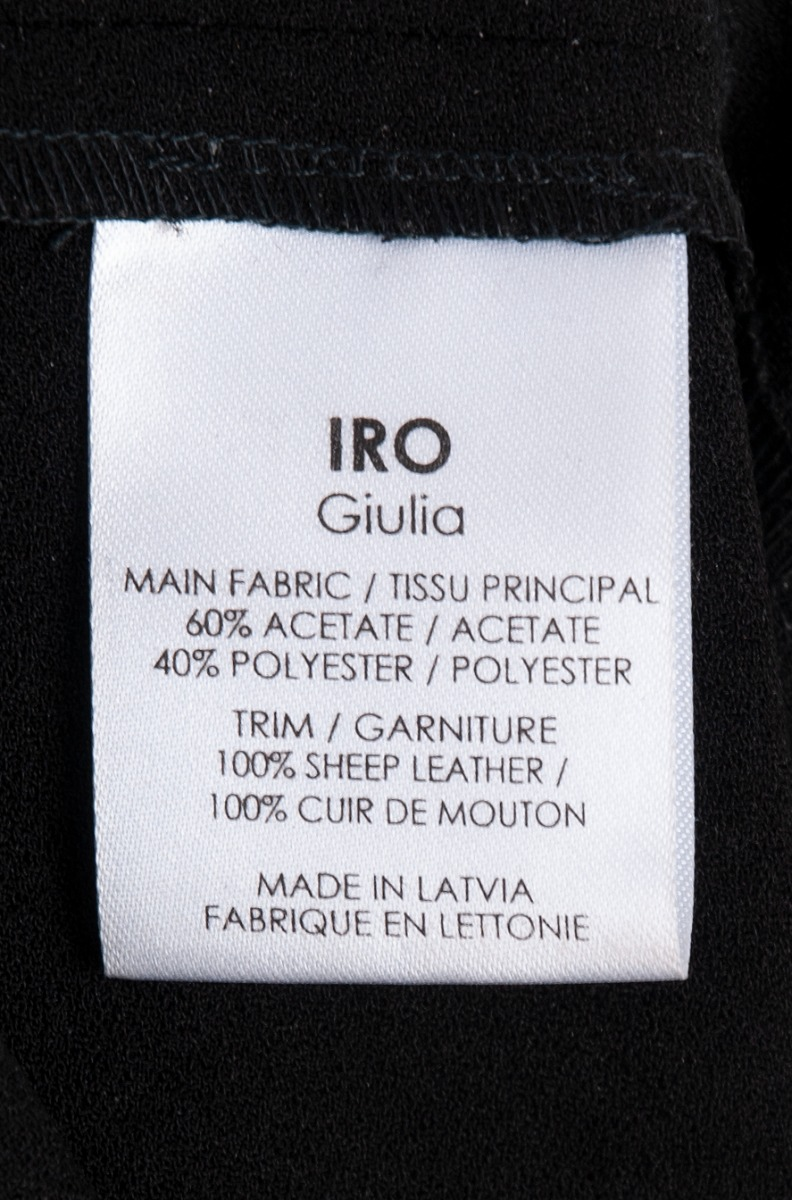 IRO
Giulia
MAIN FABRIC / TISSU PRINCIPAL
60% ACETATE / ACETATE
40% POLYESTER / POLYESTER
TRIM / GARNITURE
100% SHEEP LEATHER /
100% CUIR DE MOUTON
MADE IN LATVIA
FABRIQUE EN LETTONIE